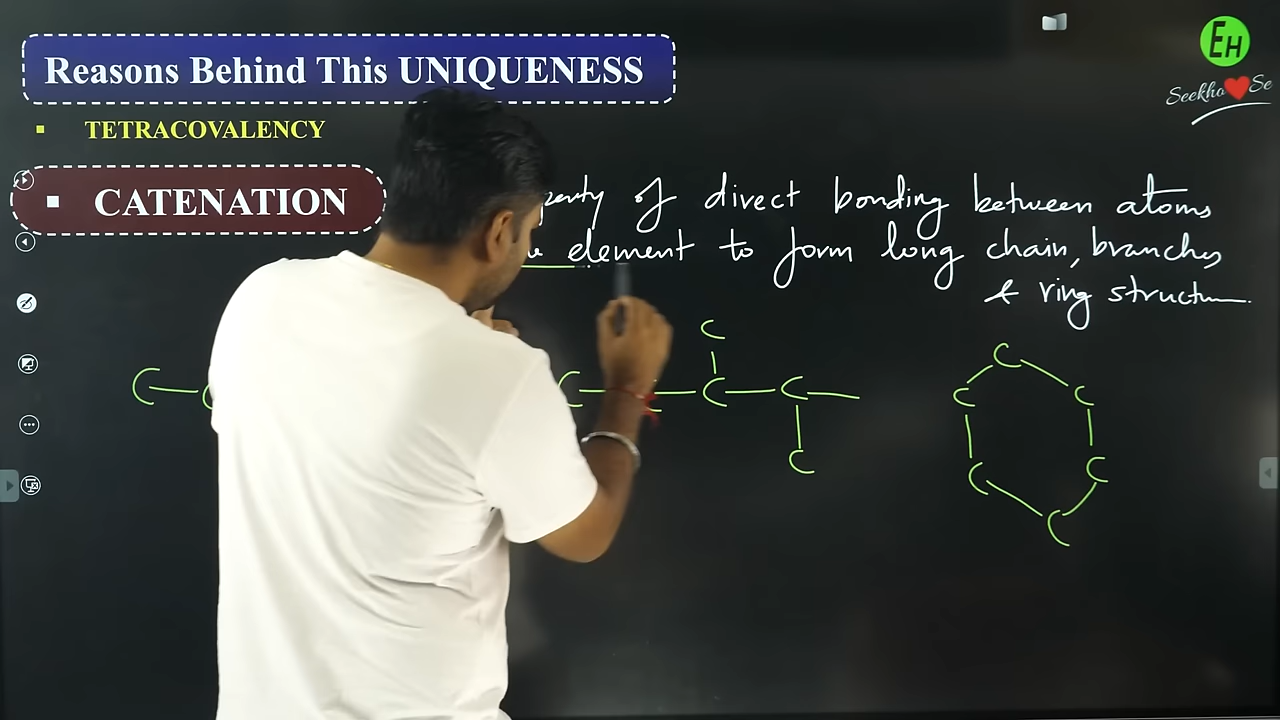 Reasons Behind This UNIQUENESS
EH
Seekho Se
▪ TETRACOVALENCY
▪ CATENATION
of direct bonding between atoms
element to form long chain, branches
& ring
C
C
C
C
C
C
C
C
C
C
C
C